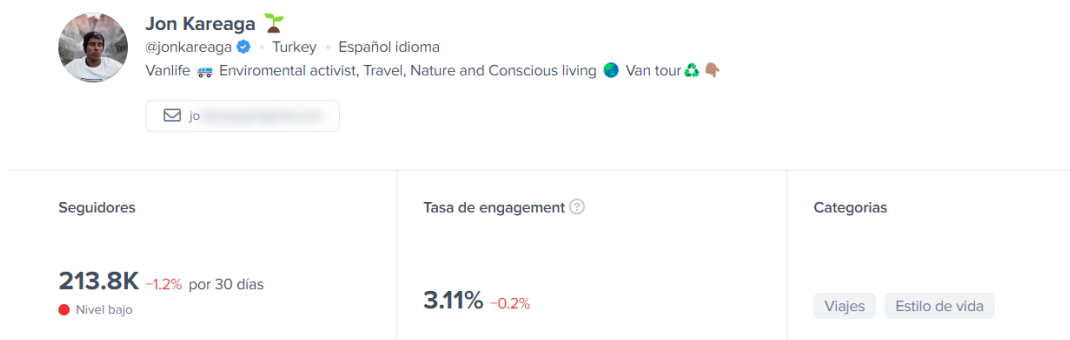 Jon Kareaga 🌱
@jonkareaga • Turkey • Español idioma
Vanlife 🚐 Enviromental activist, Travel, Nature and Conscious living 🌏 Van tour♻️ 👇🏽
jo
Seguidores
213.8K −1.2% por 30 días
Nivel bajo
Tasa de engagement ?
3.11% −0.2%
Categorias
Viajes Estilo de vida